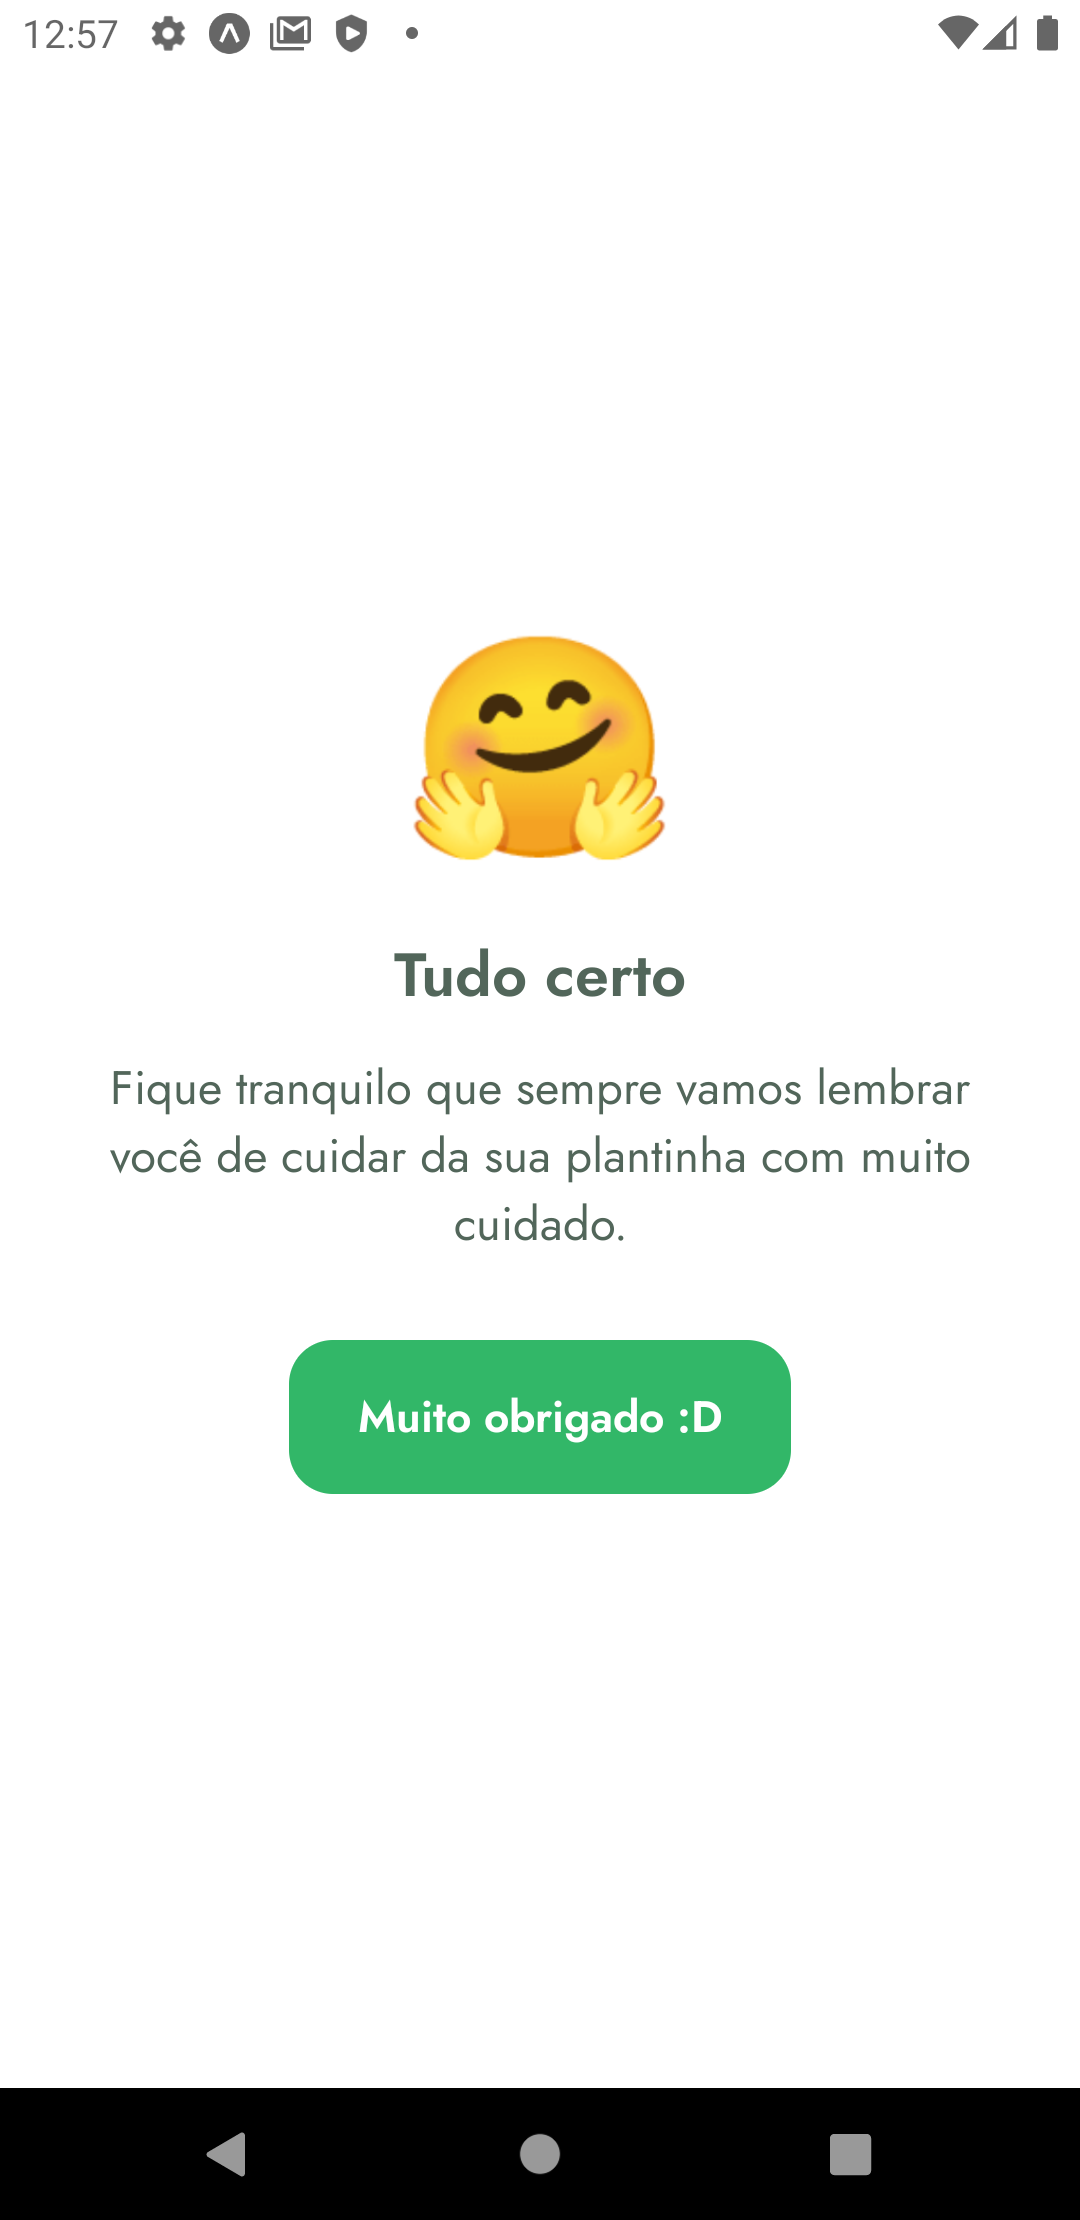 12:57
Tudo certo
Fique tranquilo que sempre vamos lembrar
você de cuidar da sua plantinha com muito
cuidado.
Muito obrigado :D